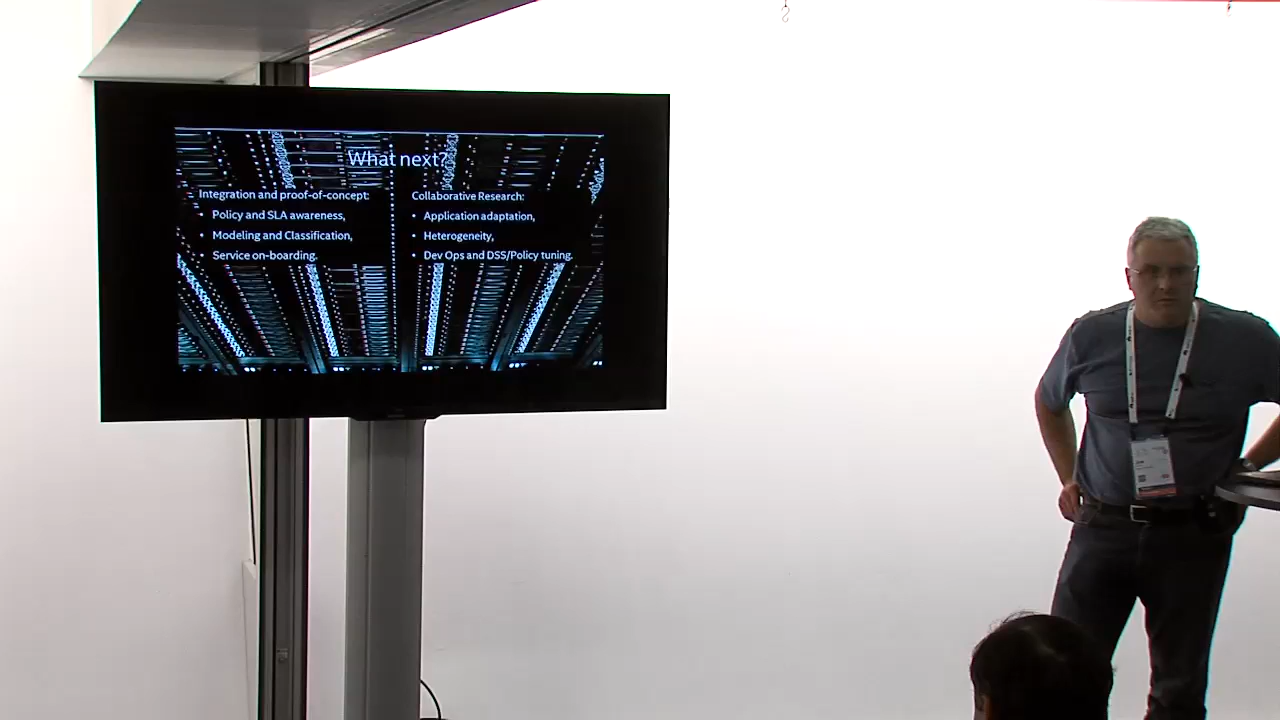 What next?
Integration and proof-of-concept:
• Policy and SLA awareness,
• Modeling and Classification,
• Service on-boarding.
Collaborative Research:
• Application adaptation,
• Heterogeneity,
• Dev Ops and DSS/Policy tuning.